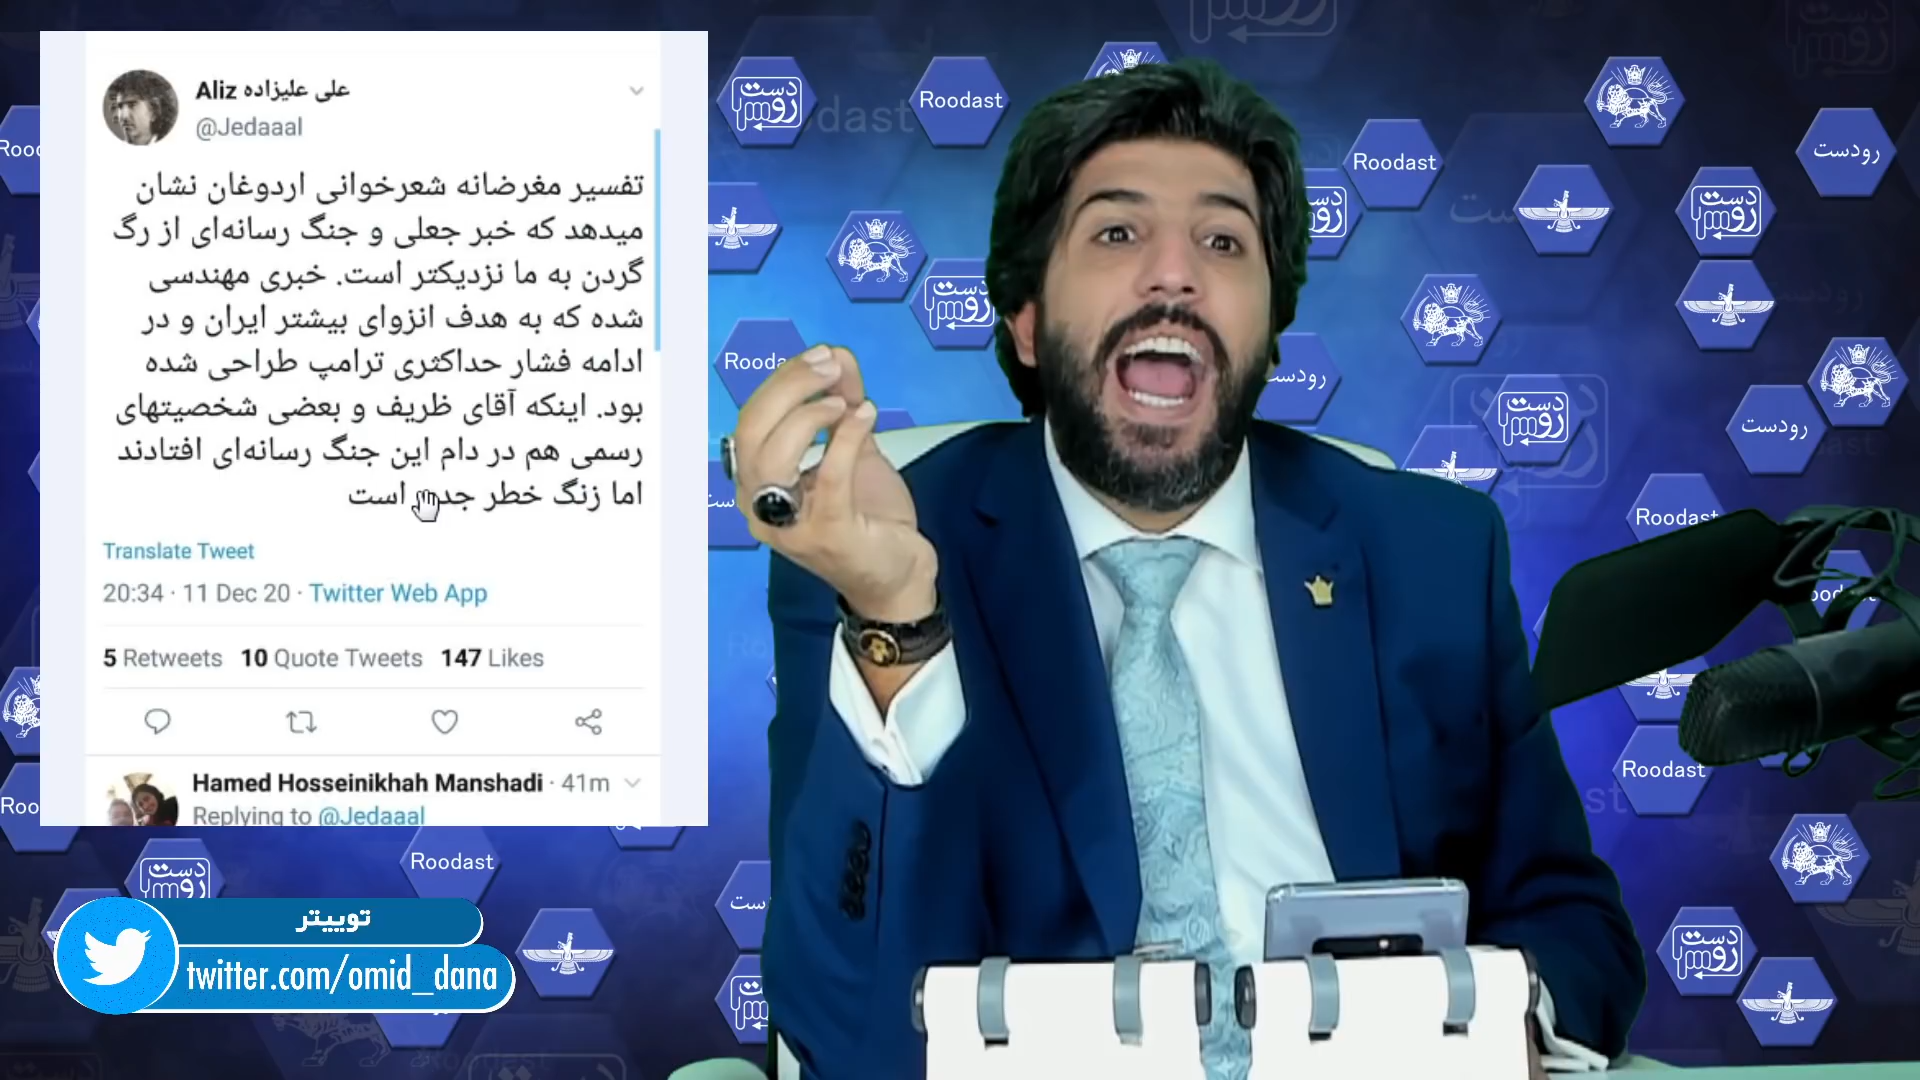 Aliz علی علیزاده
@Jedaaal
تفسیر مغرضانه شعرخوانی اردوغان نشان
میدهد که خبر جعلی و جنگ رسانه‌ای از رگ
گردن به ما نزدیکتر است. خبری مهندسی
شده که به هدف انزوای بیشتر ایران و در
ادامه فشار حداکثری ترامپ طراحی شده
بود. اینکه آقای ظریف و بعضی شخصیتهای
رسمی هم در دام این جنگ رسانه‌ای افتادند
اما زنگ خطر است
Translate Tweet
20:34 · 11 Dec 20 · Twitter Web App
5 Retweets 10 Quote Tweets 147 Likes
Hamed Hosseinikhah Manshadi · 41m
Replying to @Jedaaal
توییتر
twitter.com/omid_dana
Roodast
Roodast
رودست
رودست
Roodast
Roodast
رودست
Roodast
Roodast